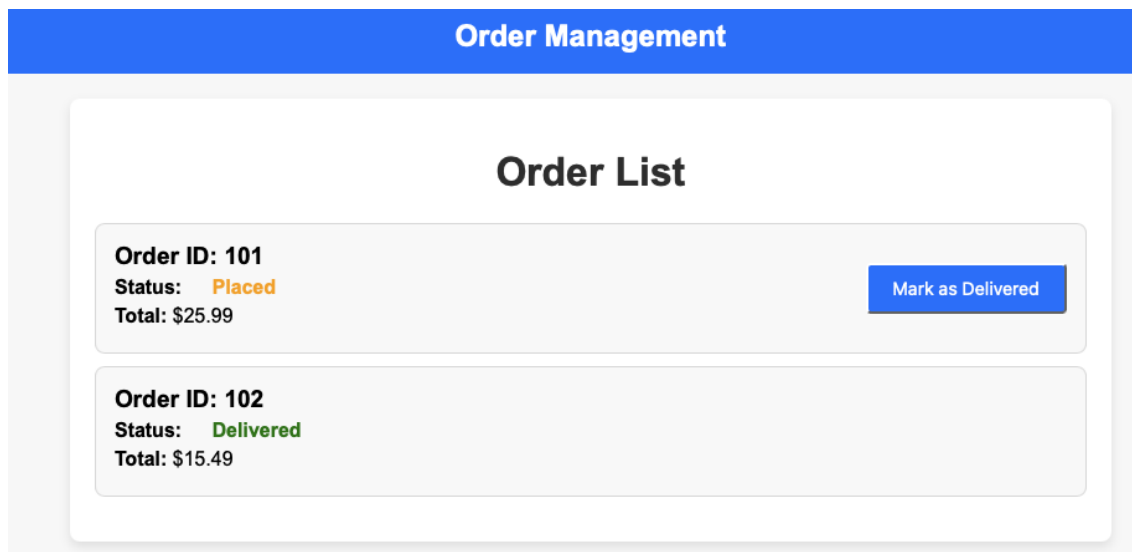 Order Management
Order List
Order ID: 101
Status: Placed
Total: $25.99
Mark as Delivered
Order ID: 102
Status: Delivered
Total: $15.49